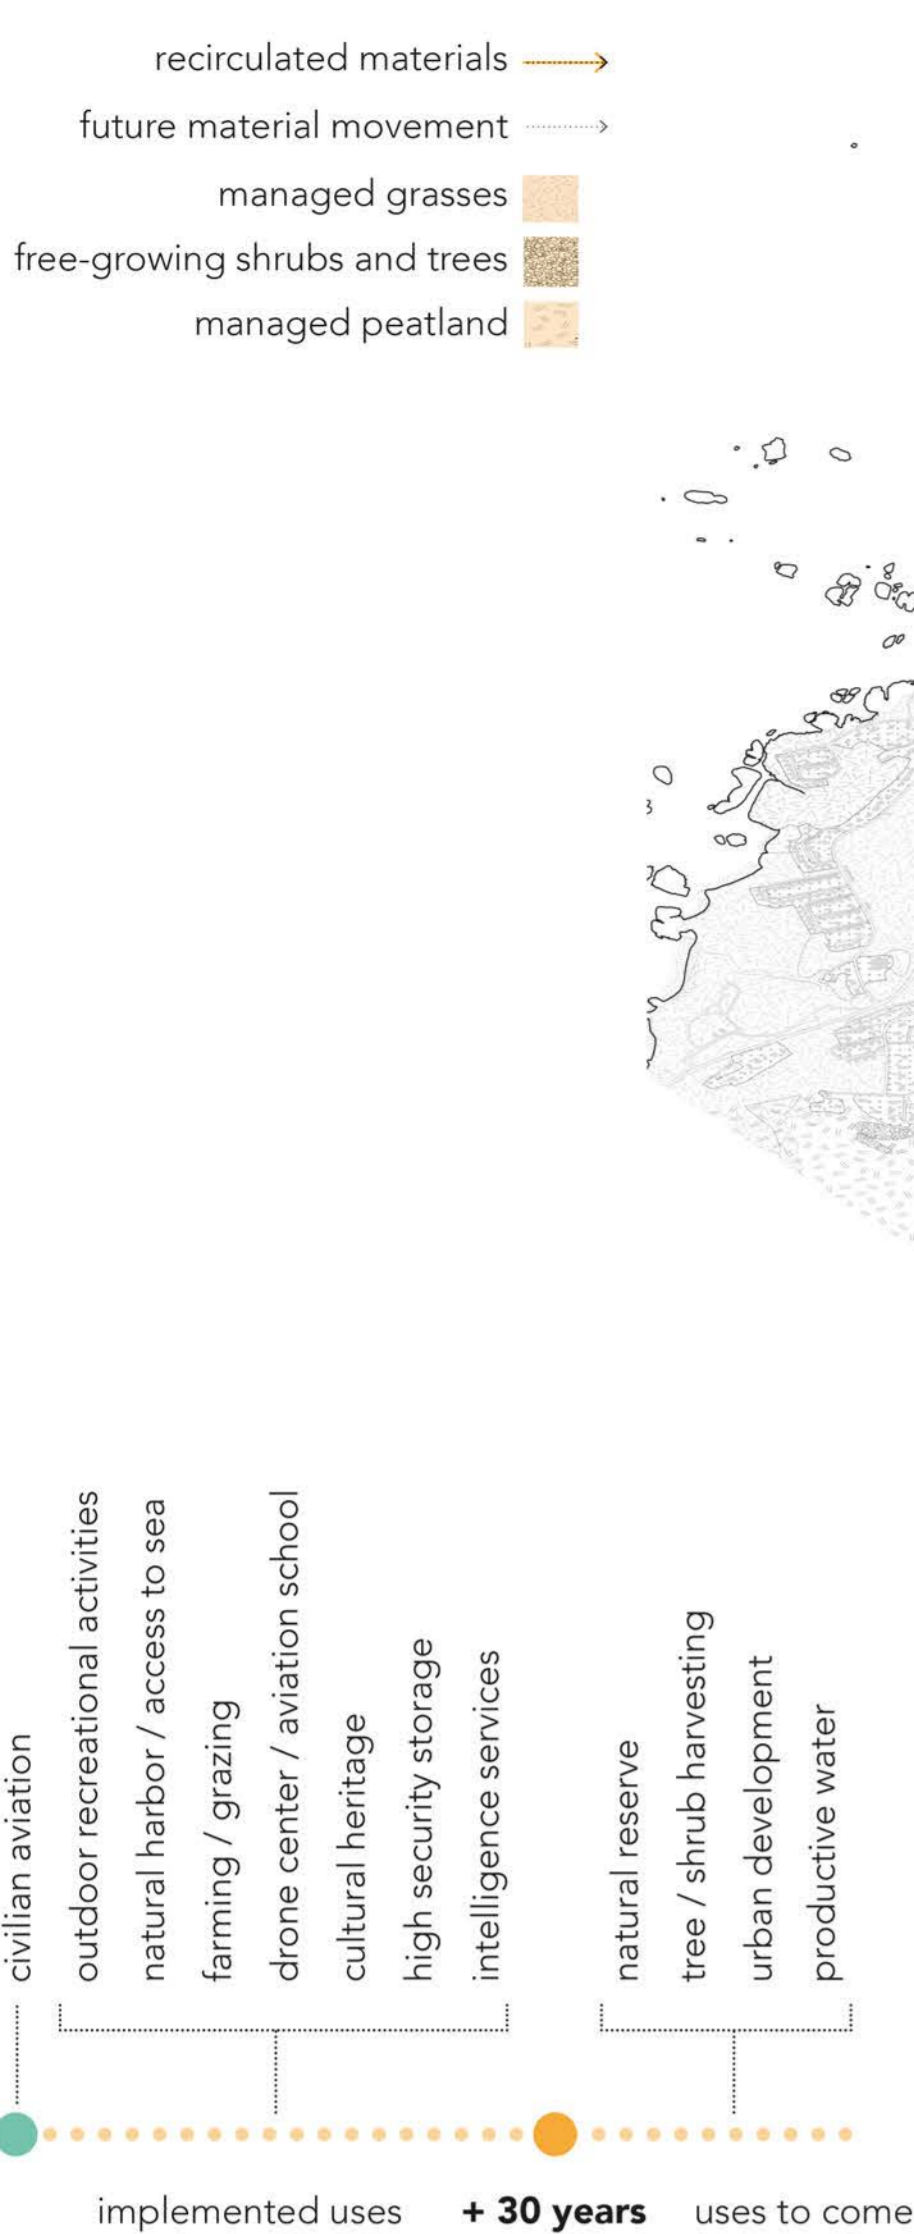 recirculated materials
future material movement
managed grasses
free-growing shrubs and trees
managed peatland
civilian aviation
outdoor recreational activities
natural harbor / access to sea
farming / grazing
drone center / aviation school
cultural heritage
high security storage
intelligence services
natural reserve
tree / shrub harvesting
urban development
productive water
implemented uses + 30 years uses to come